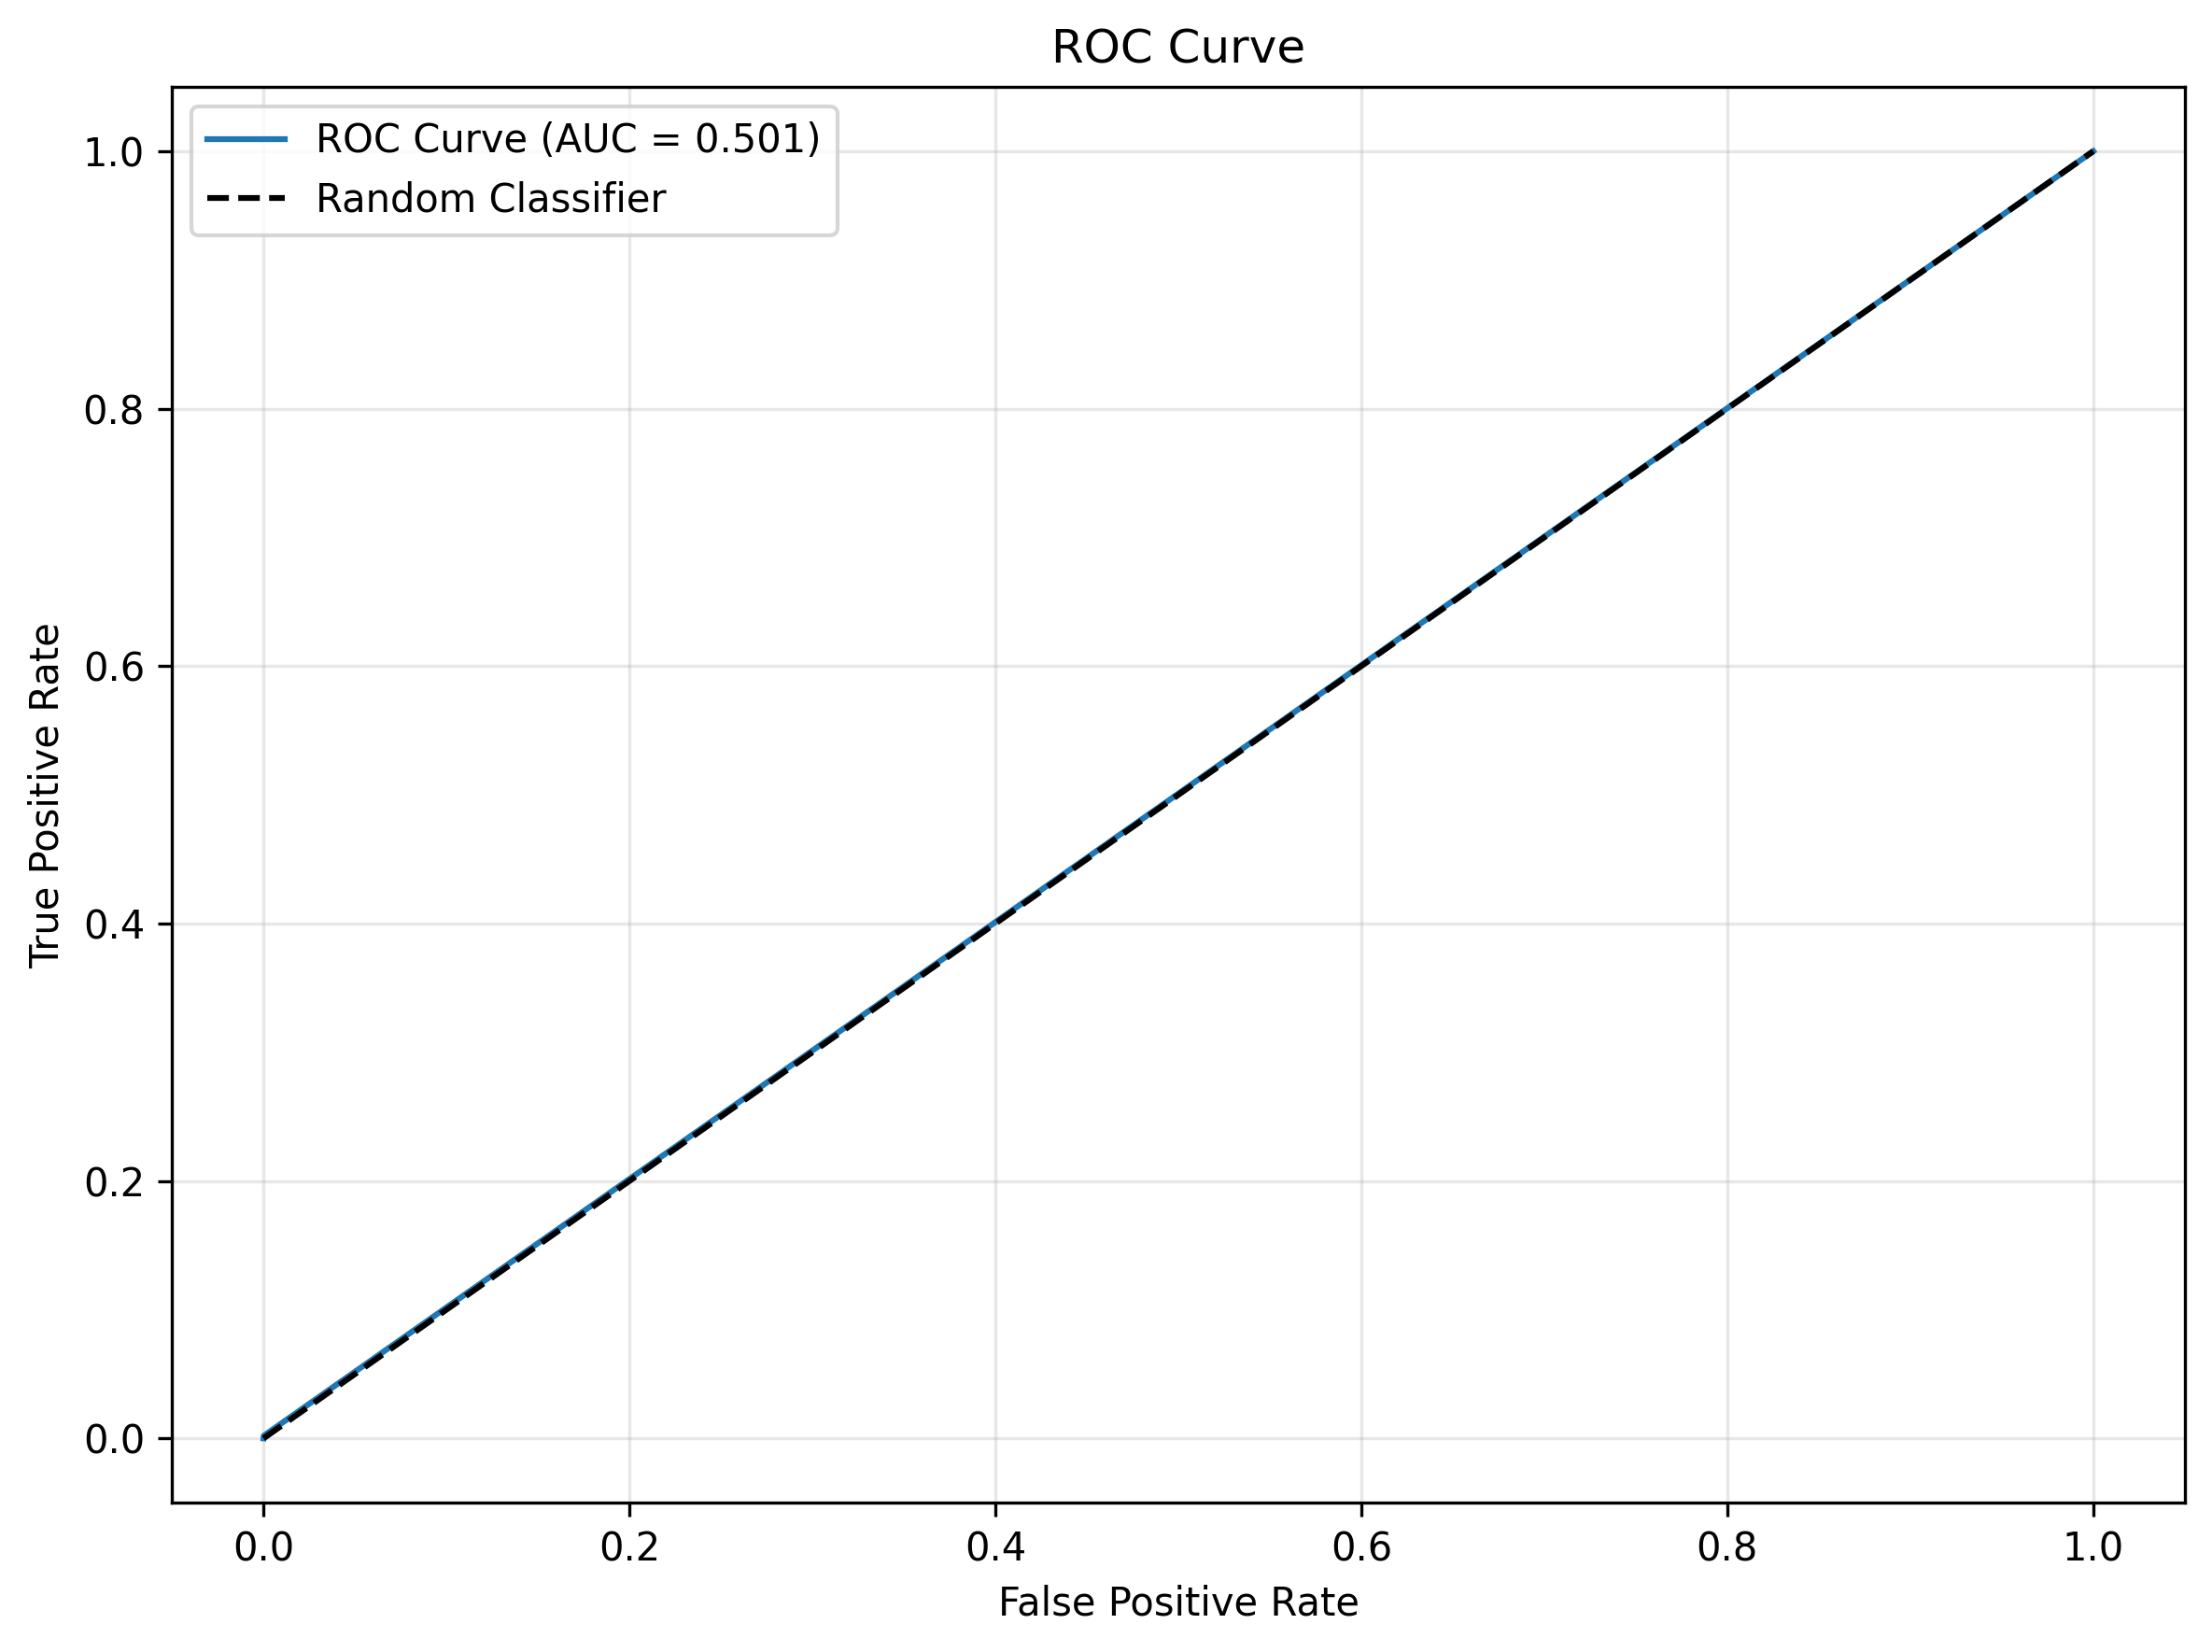 ROC Curve
ROC Curve (AUC = 0.501)
Random Classifier
True Positive Rate
1.0
0.8
0.6
0.4
0.2
0.0
0.0 0.2 0.4 0.6 0.8 1.0
False Positive Rate